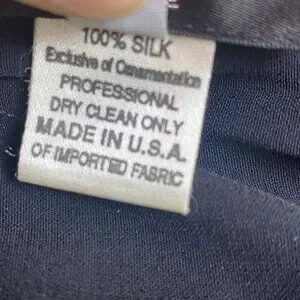 100% SILK
Exclusive of Ornamentation
PROFESSIONAL
DRY CLEAN ONLY
MADE IN U.S.A.
OF IMPORTED FABRIC